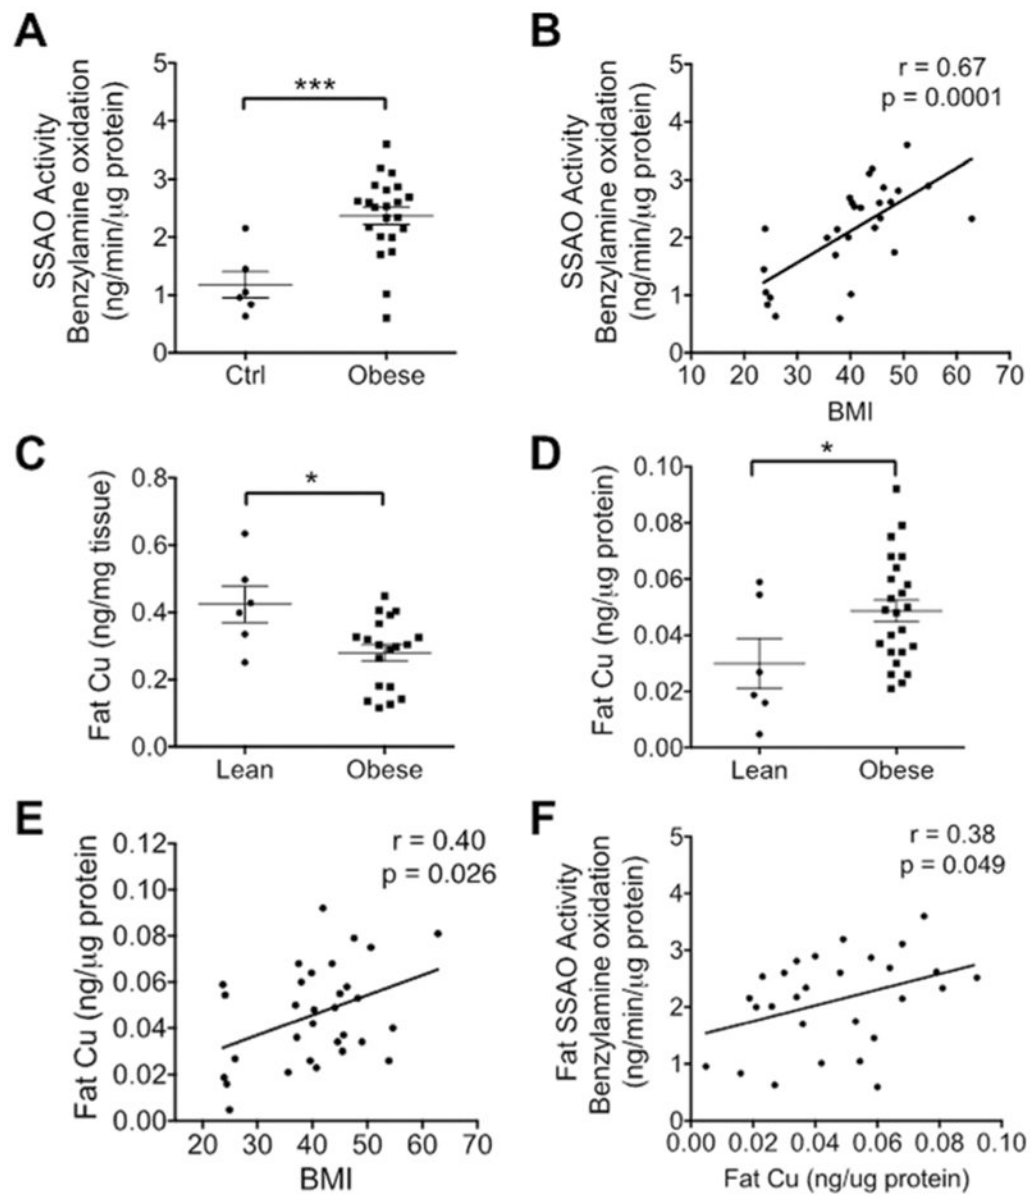 A
SSAO Activity
Benzylamine oxidation
(ng/min/µg protein)
5
4
3
2
1
0
***
Ctrl
Obese
B
SSAO Activity
Benzylamine oxidation
(ng/min/µg protein)
5
4
3
2
1
0
r = 0.67
p = 0.0001
10 20 30 40 50 60 70
BMI
C
Fat Cu (ng/mg tissue)
0.8
0.6
0.4
0.2
0.0
*
Lean
Obese
D
Fat Cu (ng/µg protein)
0.10
0.08
0.06
0.04
0.02
0.00
*
Lean
Obese
E
Fat Cu (ng/µg protein
0.12
0.10
0.08
0.06
0.04
0.02
0.00
r = 0.40
p = 0.026
20 30 40 50 60 70
BMI
F
Fat SSAO Activity
Benzylamine oxidation
(ng/min/µg protein)
5
4
3
2
1
0
r = 0.38
p = 0.049
0.00 0.02 0.04 0.06 0.08 0.10
Fat Cu (ng/ug protein)